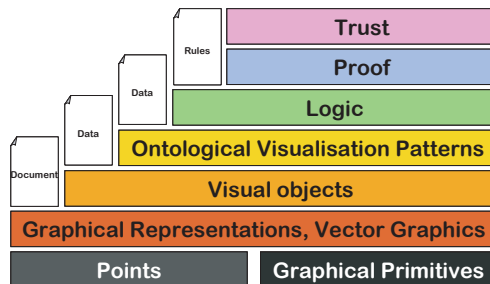 Trust
Rules
Proof
Data
Logic
Data
Ontological Visualisation Patterns
Document
Visual objects
Graphical Representations, Vector Graphics
Points
Graphical Primitives